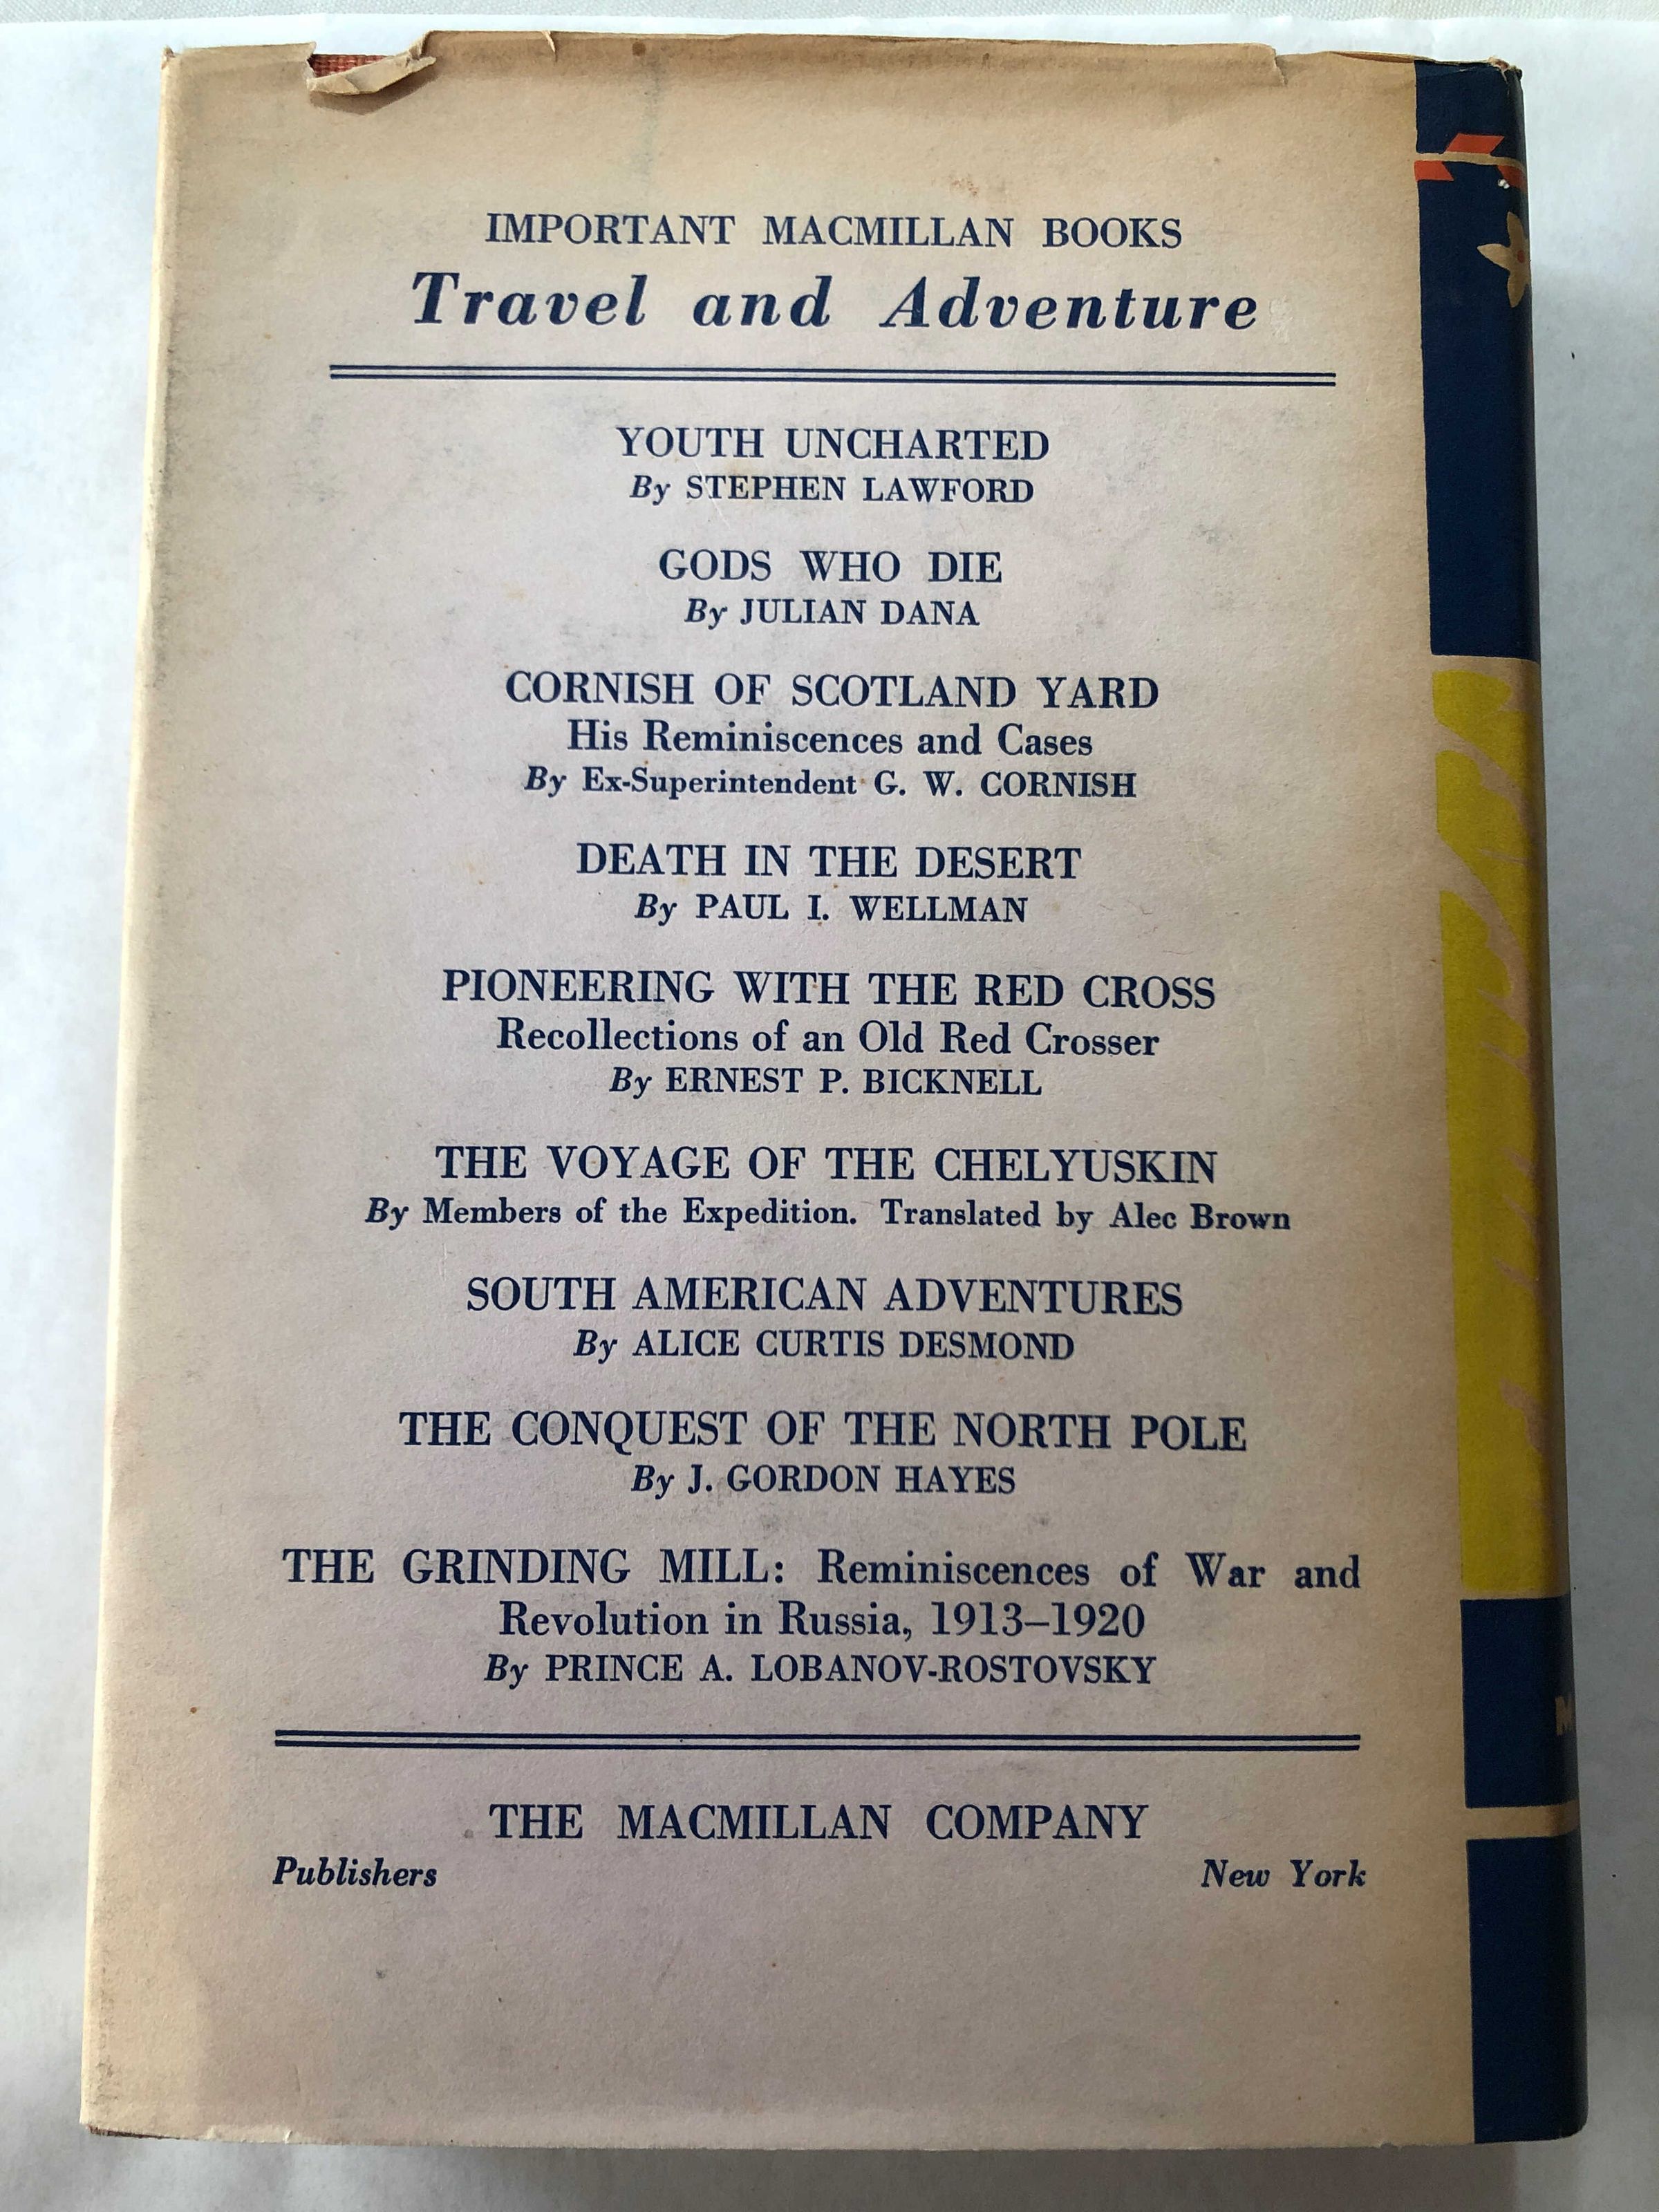 IMPORTANT MACMILLAN BOOKS
Travel and Adventure
YOUTH UNCHARTED
By STEPHEN LAWFORD
GODS WHO DIE
By JULIAN DANA
CORNISH OF SCOTLAND YARD
His Reminiscences and Cases
By Ex-Superintendent G. W. CORNISH
DEATH IN THE DESERT
By PAUL I. WELLMAN
PIONEERING WITH THE RED CROSS
Recollections of an Old Red Crosser
By ERNEST P. BICKNELL
THE VOYAGE OF THE CHELYUSKIN
By Members of the Expedition. Translated by Alec Brown
SOUTH AMERICAN ADVENTURES
By ALICE CURTIS DESMOND
THE CONQUEST OF THE NORTH POLE
By J. GORDON HAYES
THE GRINDING MILL: Reminiscences of War and
Revolution in Russia, 1913–1920
By PRINCE A. LOBANOV-ROSTOVSKY
THE MACMILLAN COMPANY
Publishers New York